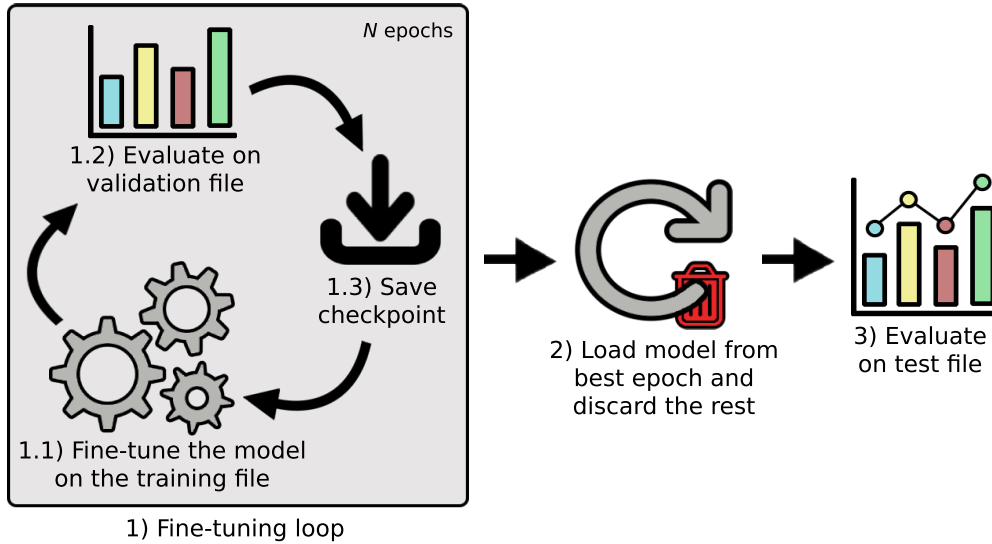 N epochs
1.2) Evaluate on
validation file
1.3) Save
checkpoint
1.1) Fine-tune the model
on the training file
1) Fine-tuning loop
2) Load model from
best epoch and
discard the rest
3) Evaluate
on test file